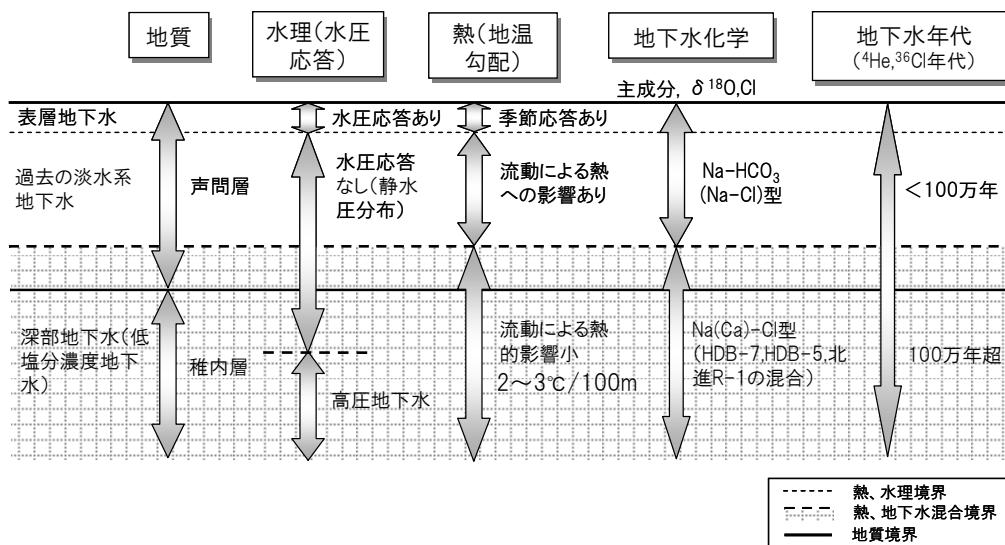 地質
水理(水圧
応答)
熱(地温
勾配)
地下水化学
地下水年代
(⁴He,³⁶Cl年代)
主成分, δ ¹⁸O,Cl
表層地下水
水圧応答あり
季節応答あり
過去の淡水系
地下水
声問層
水圧応答
なし(静水
圧分布)
流動による熱
への影響あり
Na-HCO₃
(Na-Cl)型
<100万年
深部地下水(低
塩分濃度地下
水)
稚内層
高圧地下水
流動による熱
的影響小
2~3℃/100m
Na(Ca)-Cl型
(HDB-7,HDB-5,北
進R-1の混合)
100万年超
熱、水理境界
熱、地下水混合境界
地質境界